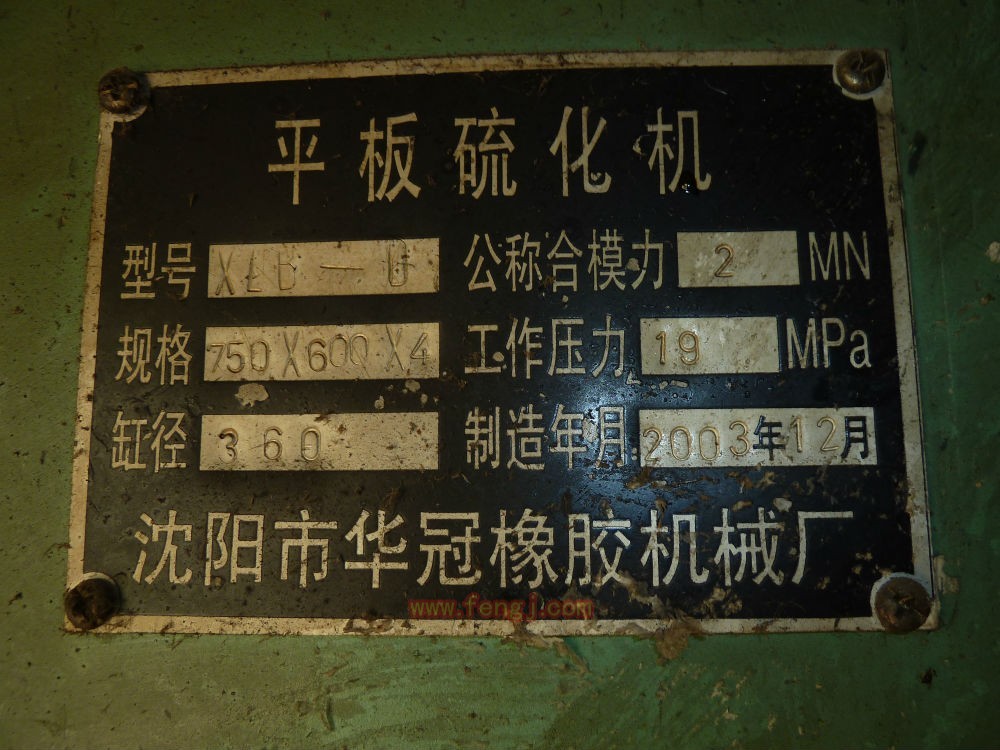 平板硫化机
型号 XLB-D 公称合模力 2 MN
规格 750X600X4 工作压力 19 MPa
缸径 360 制造年月 2003年12月
沈阳市华冠橡胶机械厂
www.fengj.com